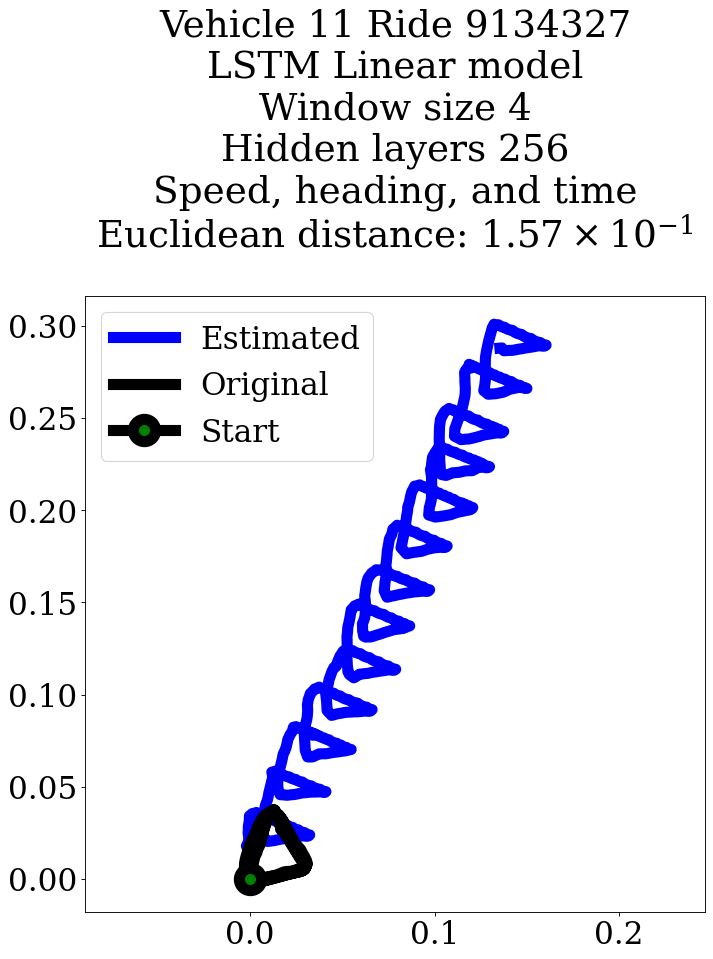 Vehicle 11 Ride 9134327
LSTM Linear model
Window size 4
Hidden layers 256
Speed, heading, and time
Euclidean distance: 1.57 × 10⁻¹
Estimated
Original
Start
0.30
0.25
0.20
0.15
0.10
0.05
0.00
0.0 0.1 0.2